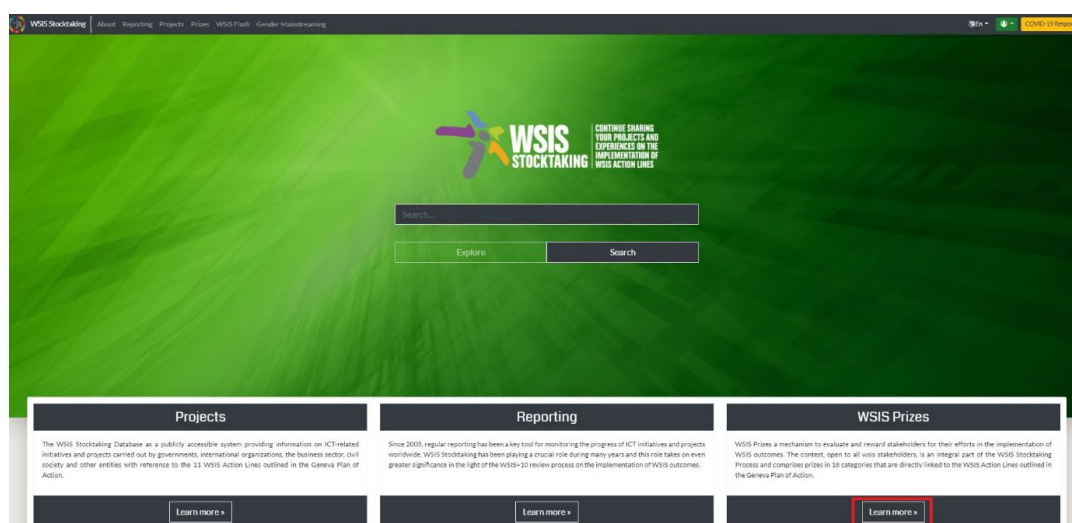 WSIS Stocktaking About Reporting Projects Prizes WSIS Flash Gender Mainstreaming En COVID-19 Respo
WSIS
STOCKTAKING
CONTINUE SHARING
YOUR PROJECTS AND
EXPERIENCES ON THE
IMPLEMENTATION OF
WSIS ACTION LINES
Search...
Explore Search
Projects
The WSIS Stocktaking Database as a publicly accessible system providing information on ICT-related
initiatives and projects carried out by governments, international organizations, the business sector, civil
society and other entities with reference to the 11 WSIS Action Lines outlined in the Geneva Plan of
Action.
Learn more »
Reporting
Since 2005, regular reporting has been a key tool for monitoring the progress of ICT initiatives and projects
worldwide. WSIS Stocktaking has been playing a crucial role during many years and this role takes on even
greater significance in the light of the WSIS+10 review process on the implementation of WSIS outcomes.
Learn more »
WSIS Prizes
WSIS Prizes a mechanism to evaluate and reward stakeholders for their efforts in the implementation of
WSIS outcomes. The contest, open to all wsis stakeholders, is an integral part of the WSIS Stocktaking
Process and comprises prizes in 18 categories that are directly linked to the WSIS Action Lines outlined in
the Geneva Plan of Action.
Learn more »